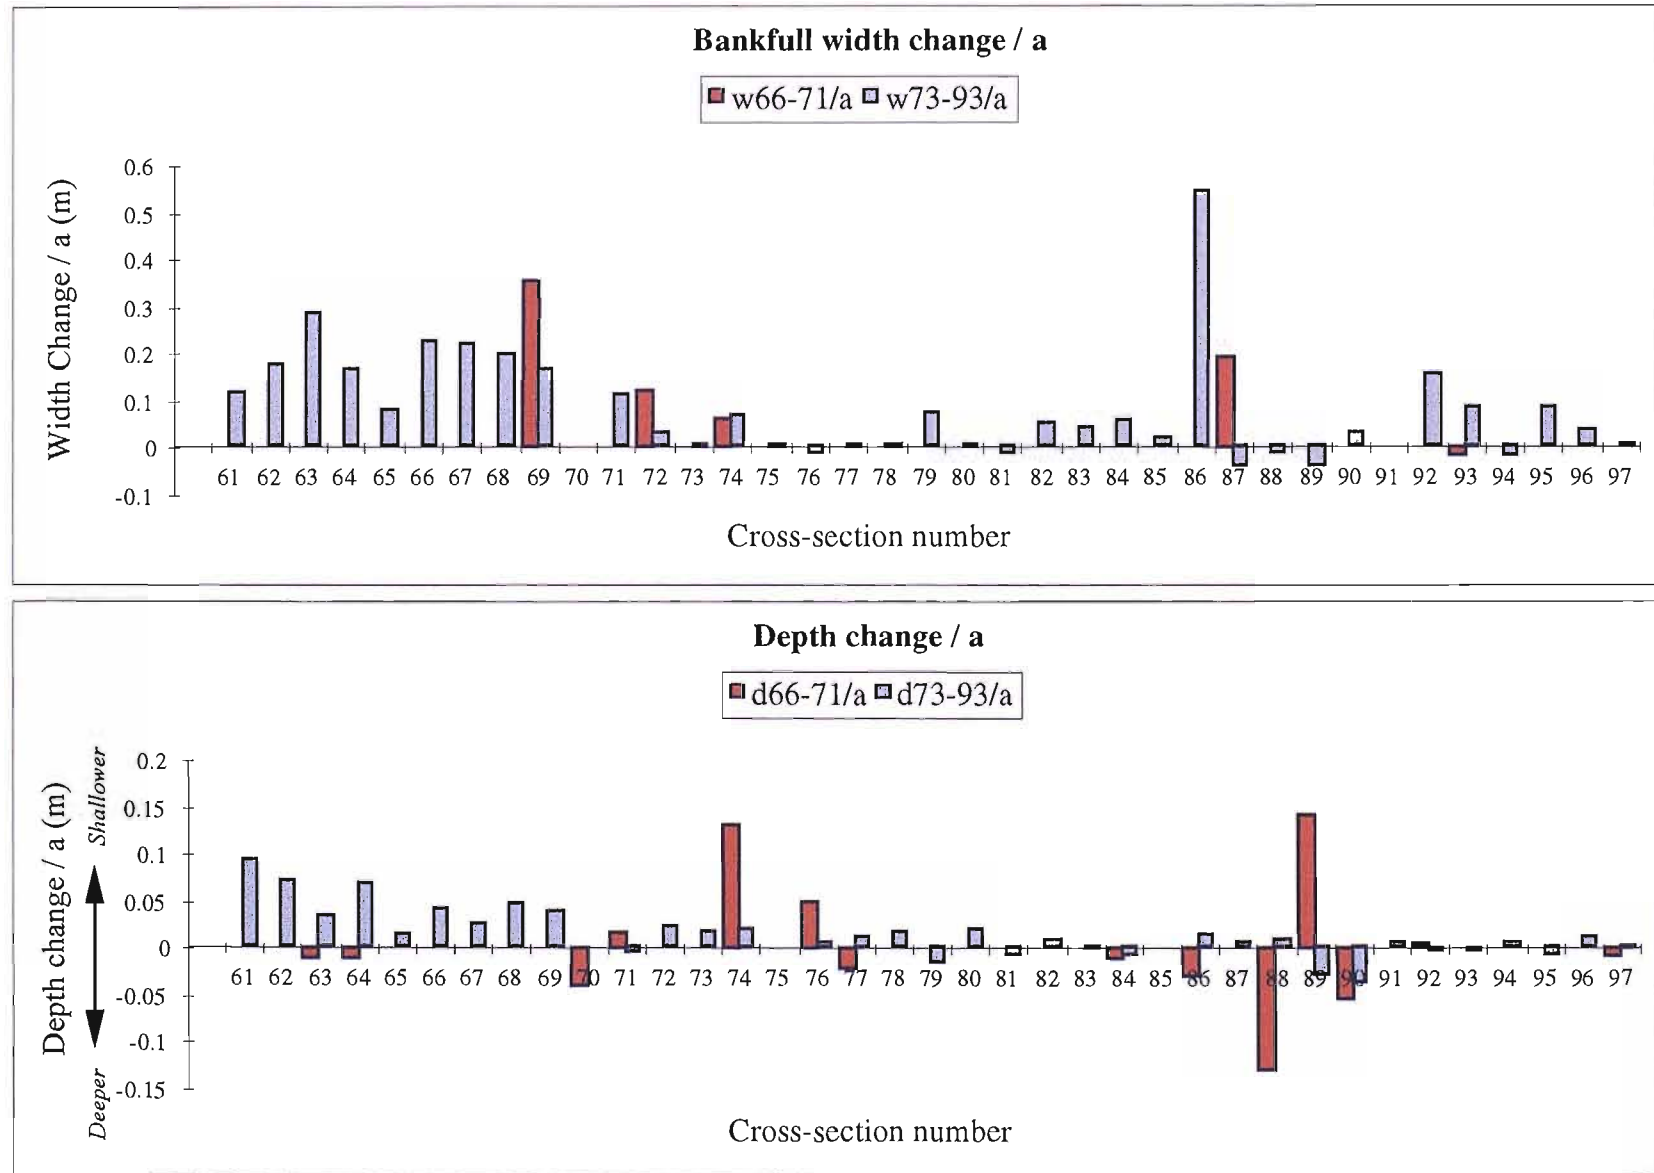 Bankfull width change / a
w66-71/a w73-93/a
Width Change / a (m)
0.6
0.5
0.4
0.3
0.2
0.1
0
-0.1
61 62 63 64 65 66 67 68 69 70 71 72 73 74 75 76 77 78 79 80 81 82 83 84 85 86 87 88 89 90 91 92 93 94 95 96 97
Cross-section number
Depth change / a
d66-71/a d73-93/a
Depth change / a (m)
Shallower
Deeper
0.2
0.15
0.1
0.05
0
-0.05
-0.1
-0.15
61 62 63 64 65 66 67 68 69 70 71 72 73 74 75 76 77 78 79 80 81 82 83 84 85 86 87 88 89 90 91 92 93 94 95 96 97
Cross-section number